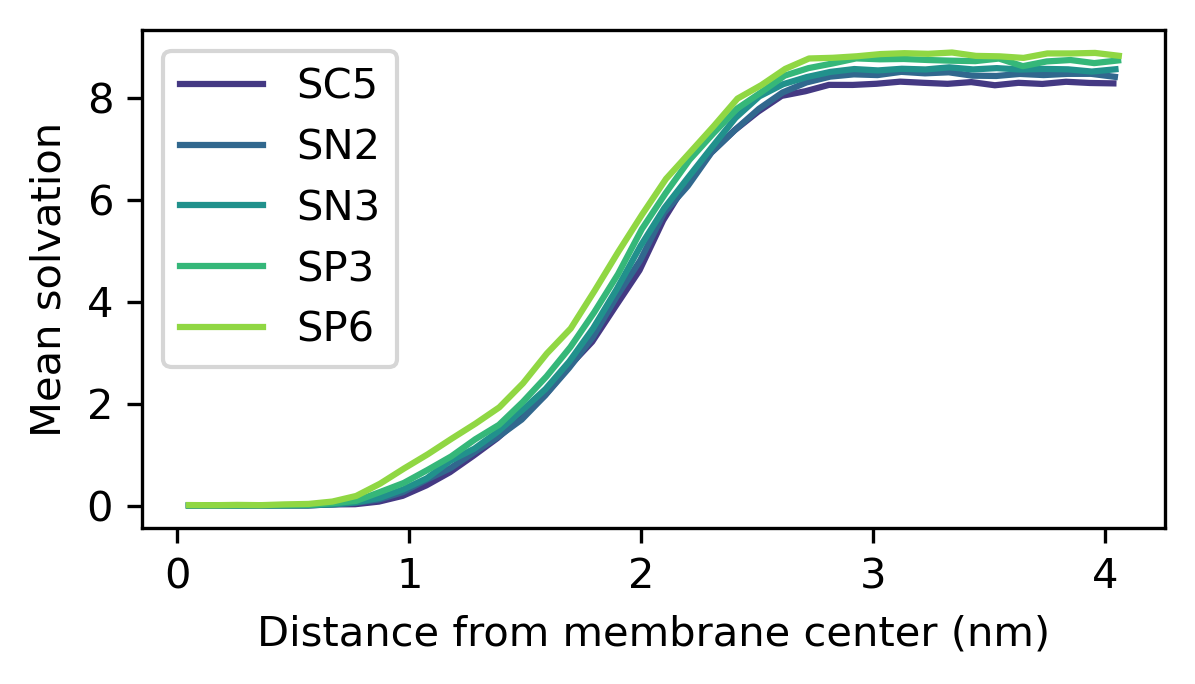 SC5
SN2
SN3
SP3
SP6
Mean solvation
8
6
4
2
0
0 1 2 3 4
Distance from membrane center (nm)